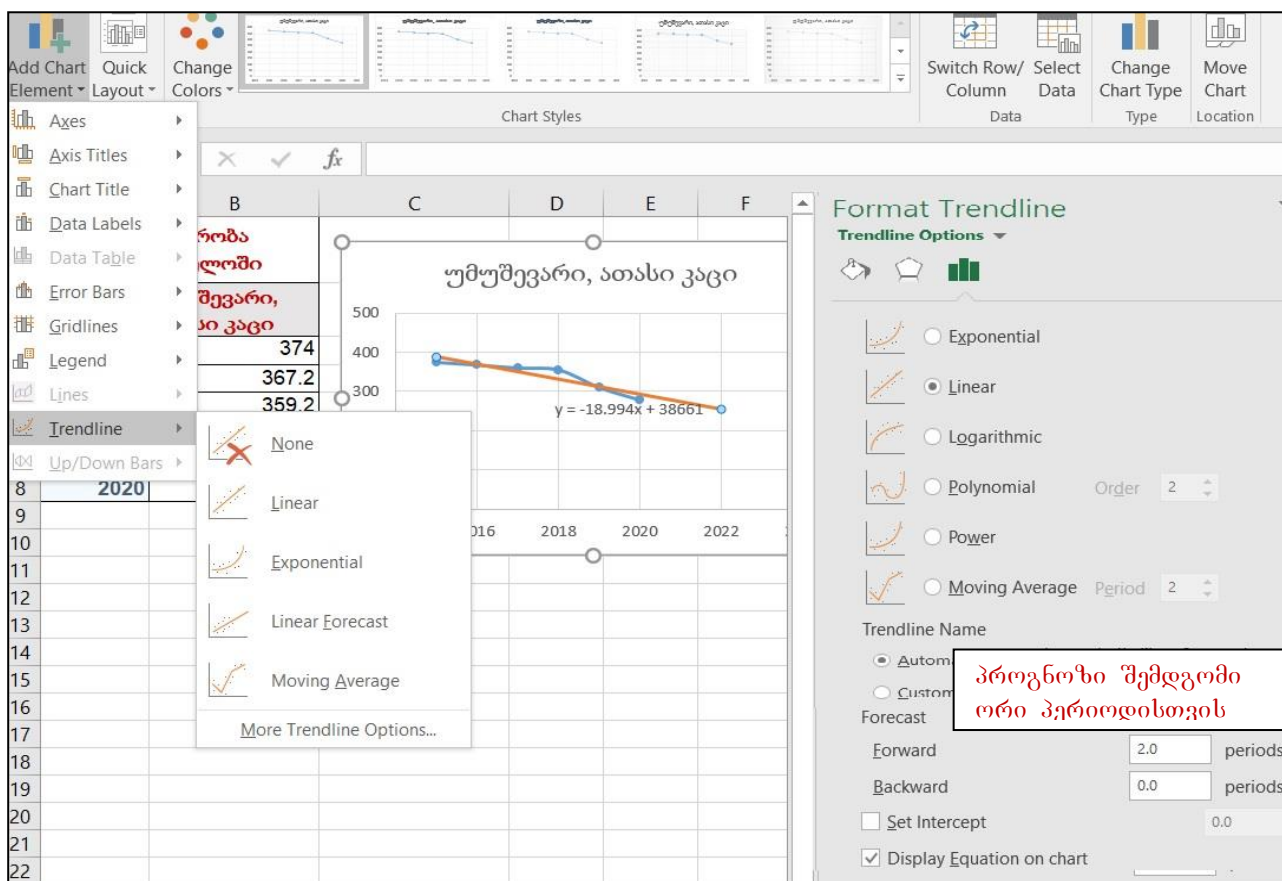 Add Chart Element
Quick Layout
Change Colors
Switch Row/ Column
Select Data
Change Chart Type
Move Chart
Chart Styles
Data
Type
Location
Axes
Axis Titles
Chart Title
Data Labels
Data Table
Error Bars
Gridlines
Legend
Lines
Trendline
Up/Down Bars
fx
B C D E F
რობა
ლოში
შევარი,
სი კაცი
374
367.2
359.2
None
Linear
Exponential
Linear Forecast
Moving Average
More Trendline Options...
8 2020
9
10
11
12
13
14
15
16
17
18
19
20
21
22
უმუშევარი, ათასი კაცი
500
400
300
y = -18.994x + 38661
016 2018 2020 2022
Format Trendline
Trendline Options
Exponential
Linear
Logarithmic
Polynomial Order 2
Power
Moving Average Period 2
Trendline Name
Autom
Custom
პროგნოზი შემდგომი
ორი პერიოდისთვის
Forecast
Forward 2.0 periods
Backward 0.0 periods
Set Intercept 0.0
Display Equation on chart